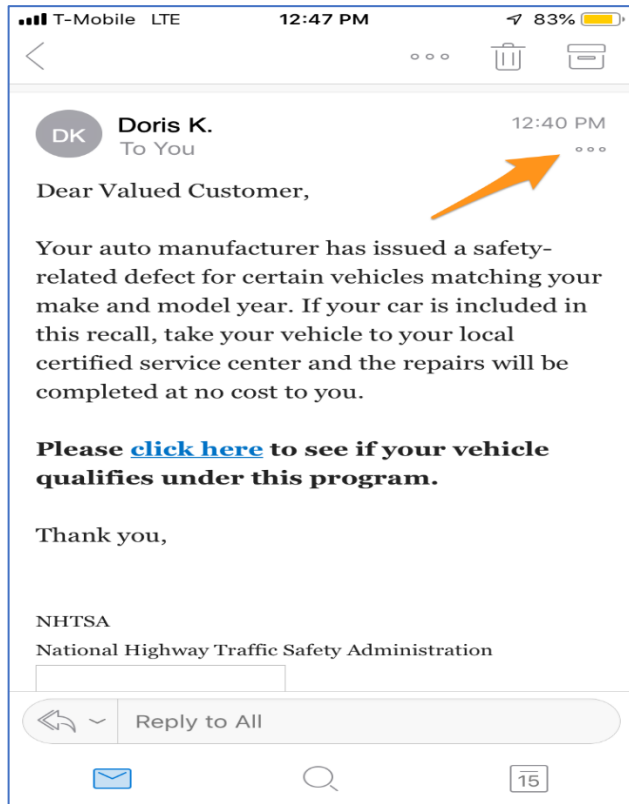 T-Mobile LTE 12:47 PM 83%
DK Doris K. 12:40 PM
To You
Dear Valued Customer,
Your auto manufacturer has issued a safety-
related defect for certain vehicles matching your
make and model year. If your car is included in
this recall, take your vehicle to your local
certified service center and the repairs will be
completed at no cost to you.
Please click here to see if your vehicle
qualifies under this program.
Thank you,
NHTSA
National Highway Traffic Safety Administration
Reply to All
15